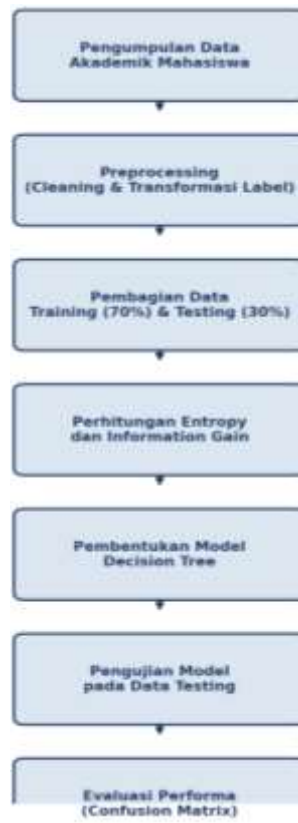 Pengumpulan Data
Akademik Mahasiswa
Preprocessing
(Cleaning & Transformasi Label)
Pembagian Data
Training (70%) & Testing (30%)
Perhitungan Entropy
dan Information Gain
Pembentukan Model
Decision Tree
Pengujian Model
pada Data Testing
Evaluasi Performa
(Confusion Matrix)